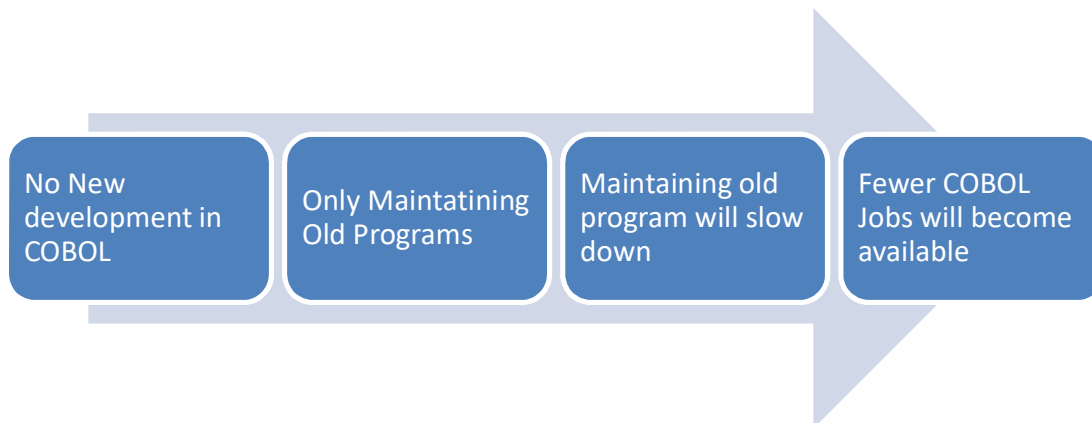 No New
development in
COBOL
Only Maintatining
Old Programs
Maintaining old
program will slow
down
Fewer COBOL
Jobs will become
available